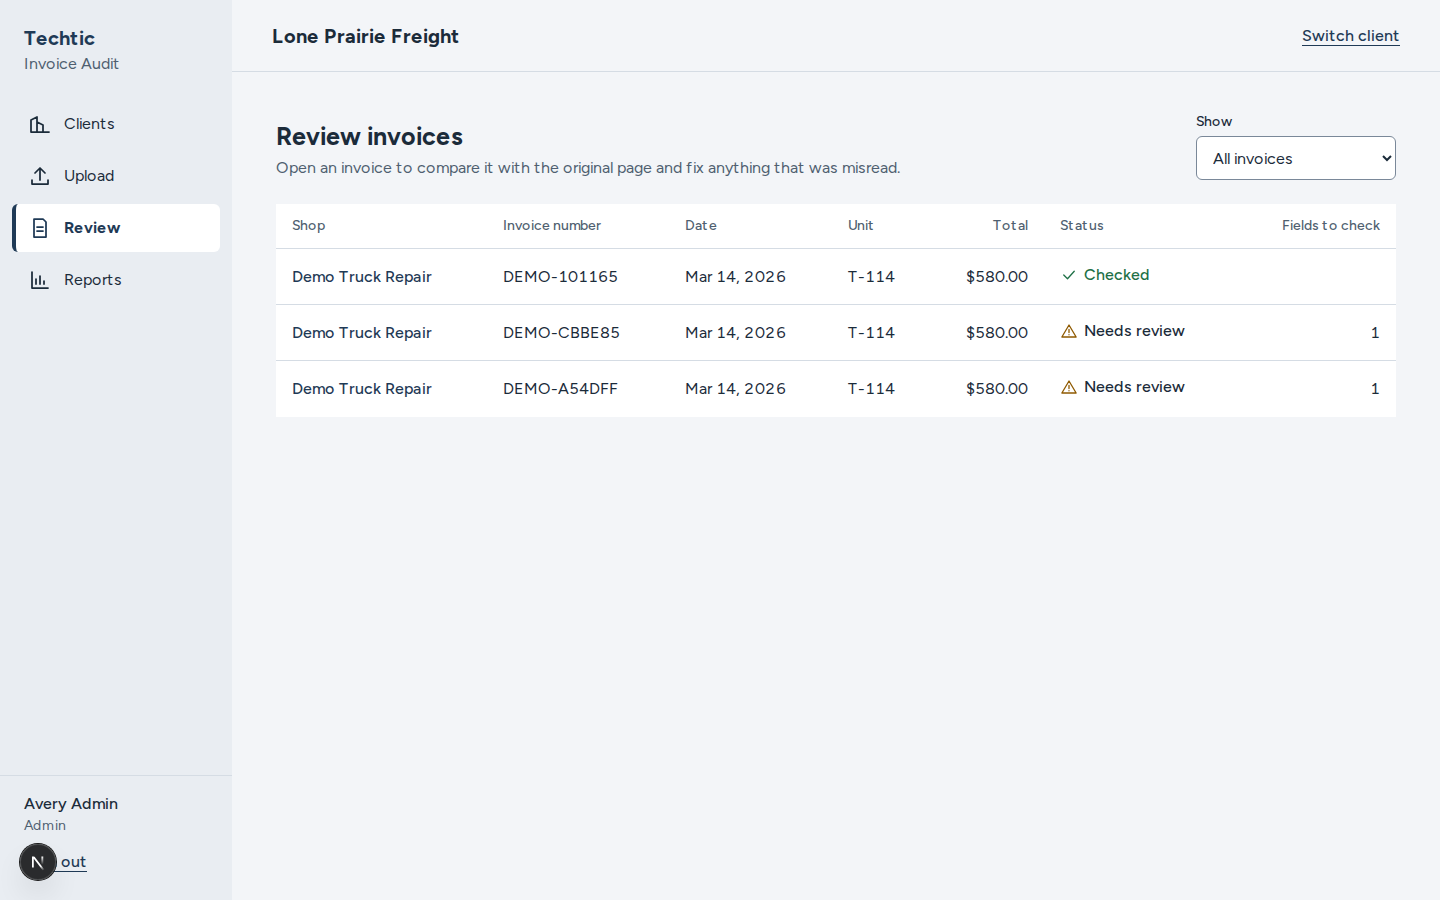 Techtic
Invoice Audit
Clients
Upload
Review
Reports
Avery Admin
Admin
out
Lone Prairie Freight
Switch client
Review invoices
Open an invoice to compare it with the original page and fix anything that was misread.
Show
All invoices
Shop Invoice number Date Unit Total Status Fields to check
Demo Truck Repair DEMO-101165 Mar 14, 2026 T-114 $580.00 Checked
Demo Truck Repair DEMO-CBBE85 Mar 14, 2026 T-114 $580.00 Needs review 1
Demo Truck Repair DEMO-A54DFF Mar 14, 2026 T-114 $580.00 Needs review 1